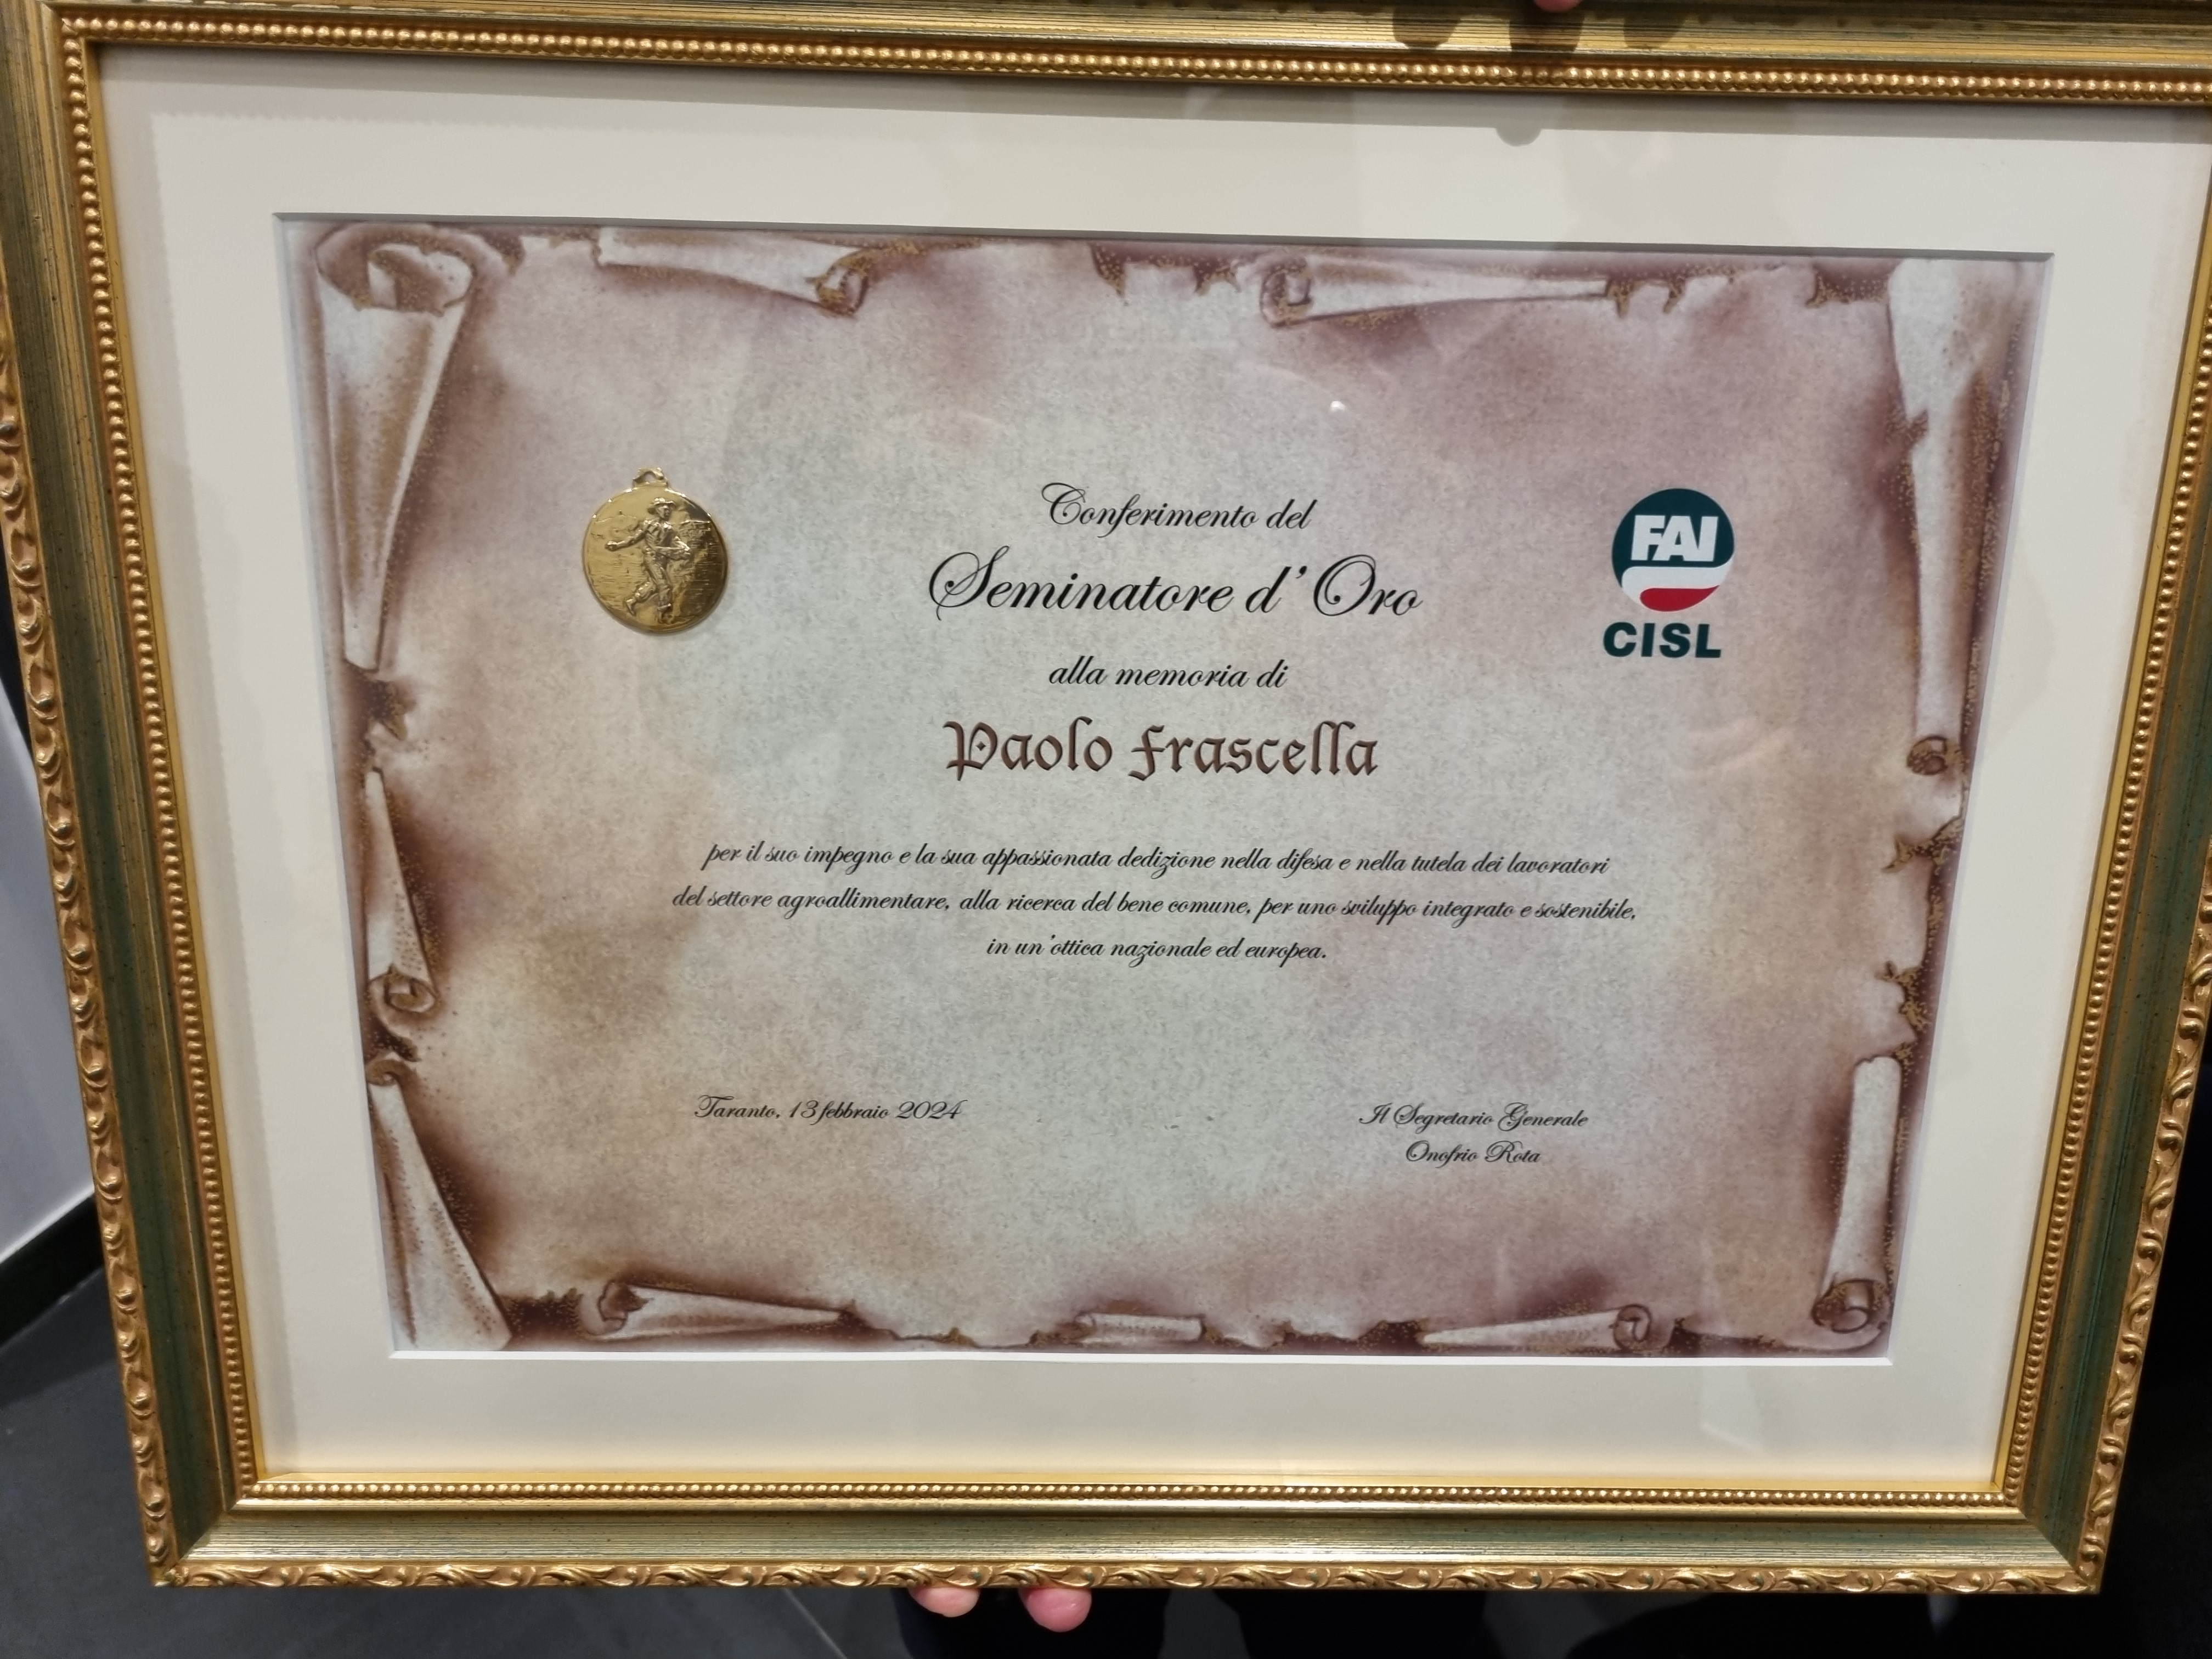 Conferimento del
Seminatore d' Oro
FAI
CISL
alla memoria di
Paolo Frascella
per il suo impegno e la sua appassionata dedizione nella difesa e nella tutela dei lavoratori
del settore agroallimentare, alla ricerca del bene comune, per uno sviluppo integrato e sostenibile,
in un'ottica nazionale ed europea.
Taranto, 13 febbraio 2024
Il Segretario Generale
Onofrio Rota